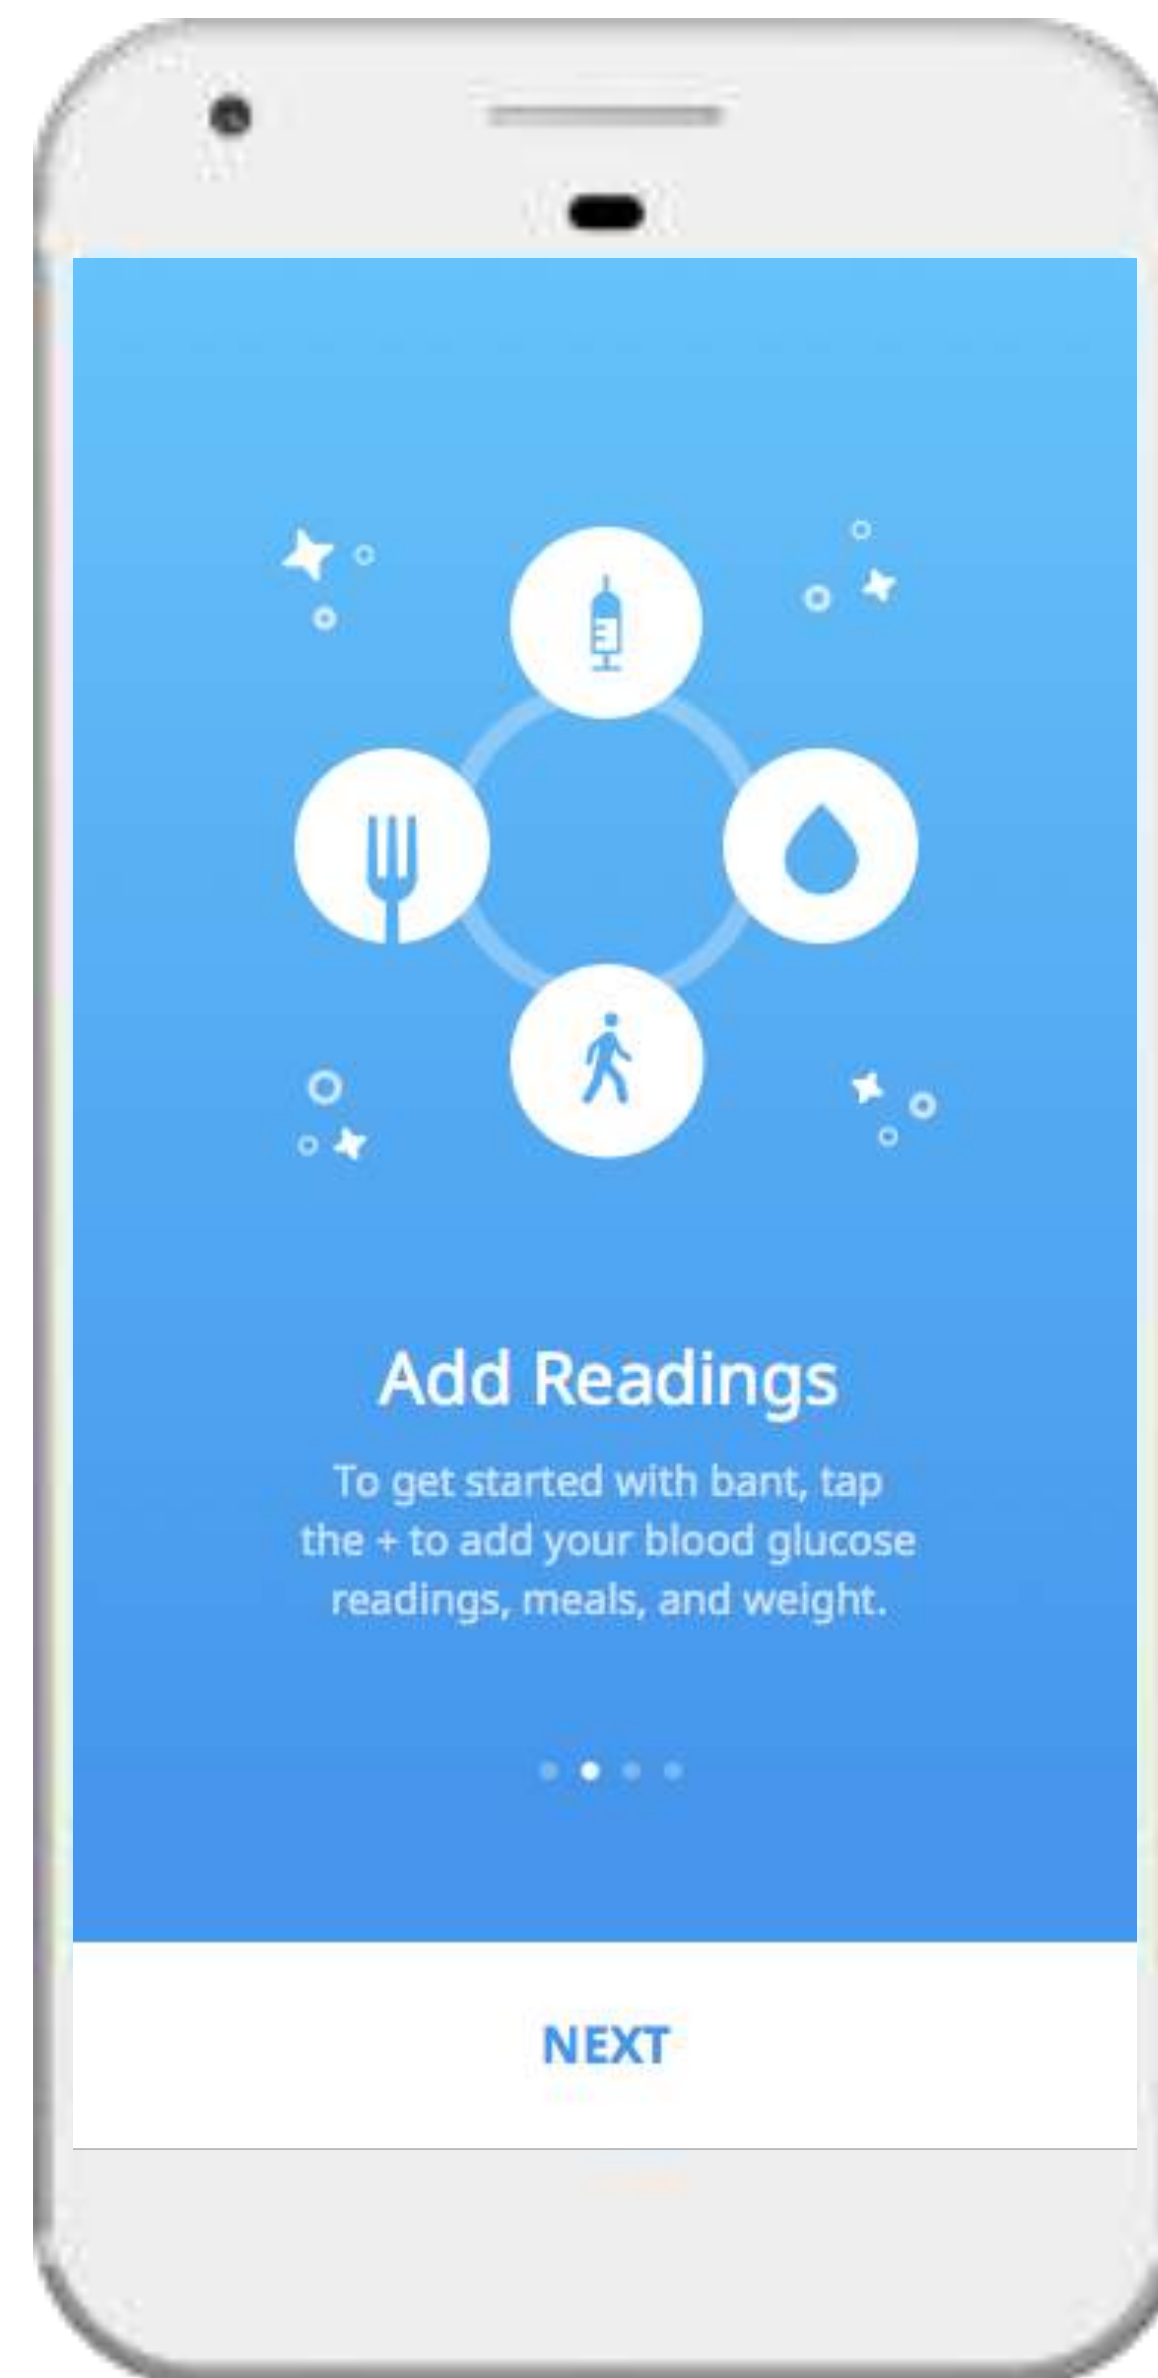 Add Readings
To get started with bant, tap
the + to add your blood glucose
readings, meals, and weight.
NEXT